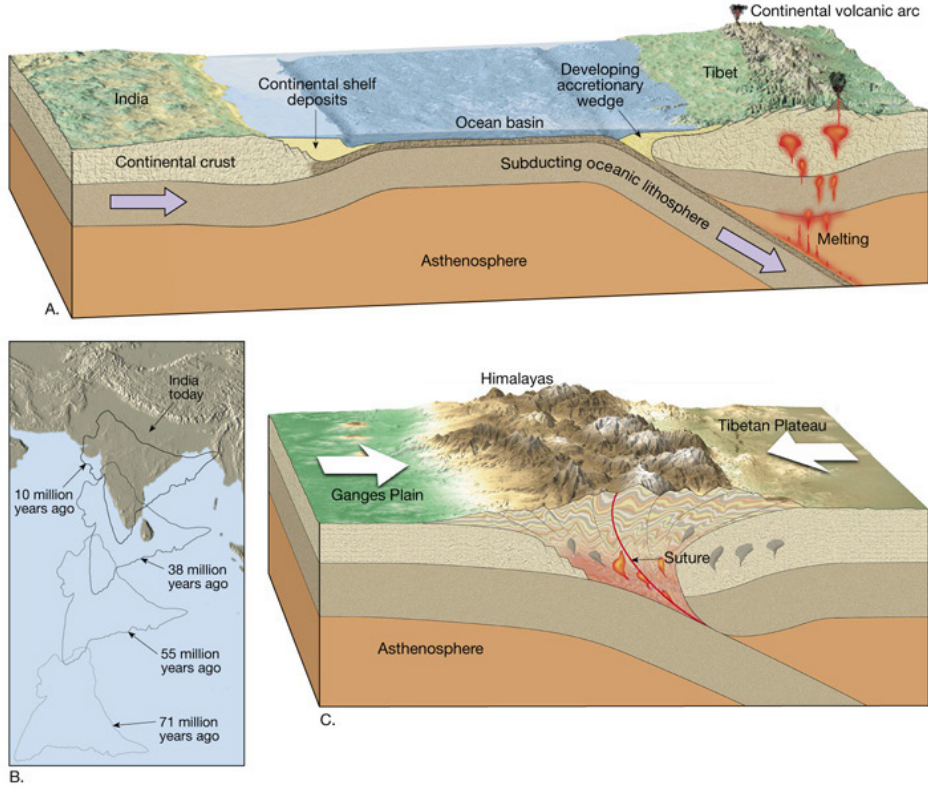 Continental volcanic arc
India
Continental shelf
deposits
Developing
accretionary
wedge
Tibet
Ocean basin
Continental crust
Subducting oceanic lithosphere
Melting
Asthenosphere
A.
India
today
10 million
years ago
38 million
years ago
55 million
years ago
71 million
years ago
B.
Himalayas
Tibetan Plateau
Ganges Plain
Suture
Asthenosphere
C.